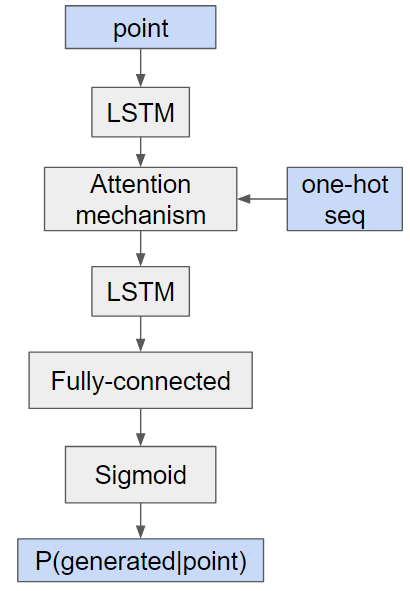 point
LSTM
Attention
mechanism
one-hot
seq
LSTM
Fully-connected
Sigmoid
P(generated|point)